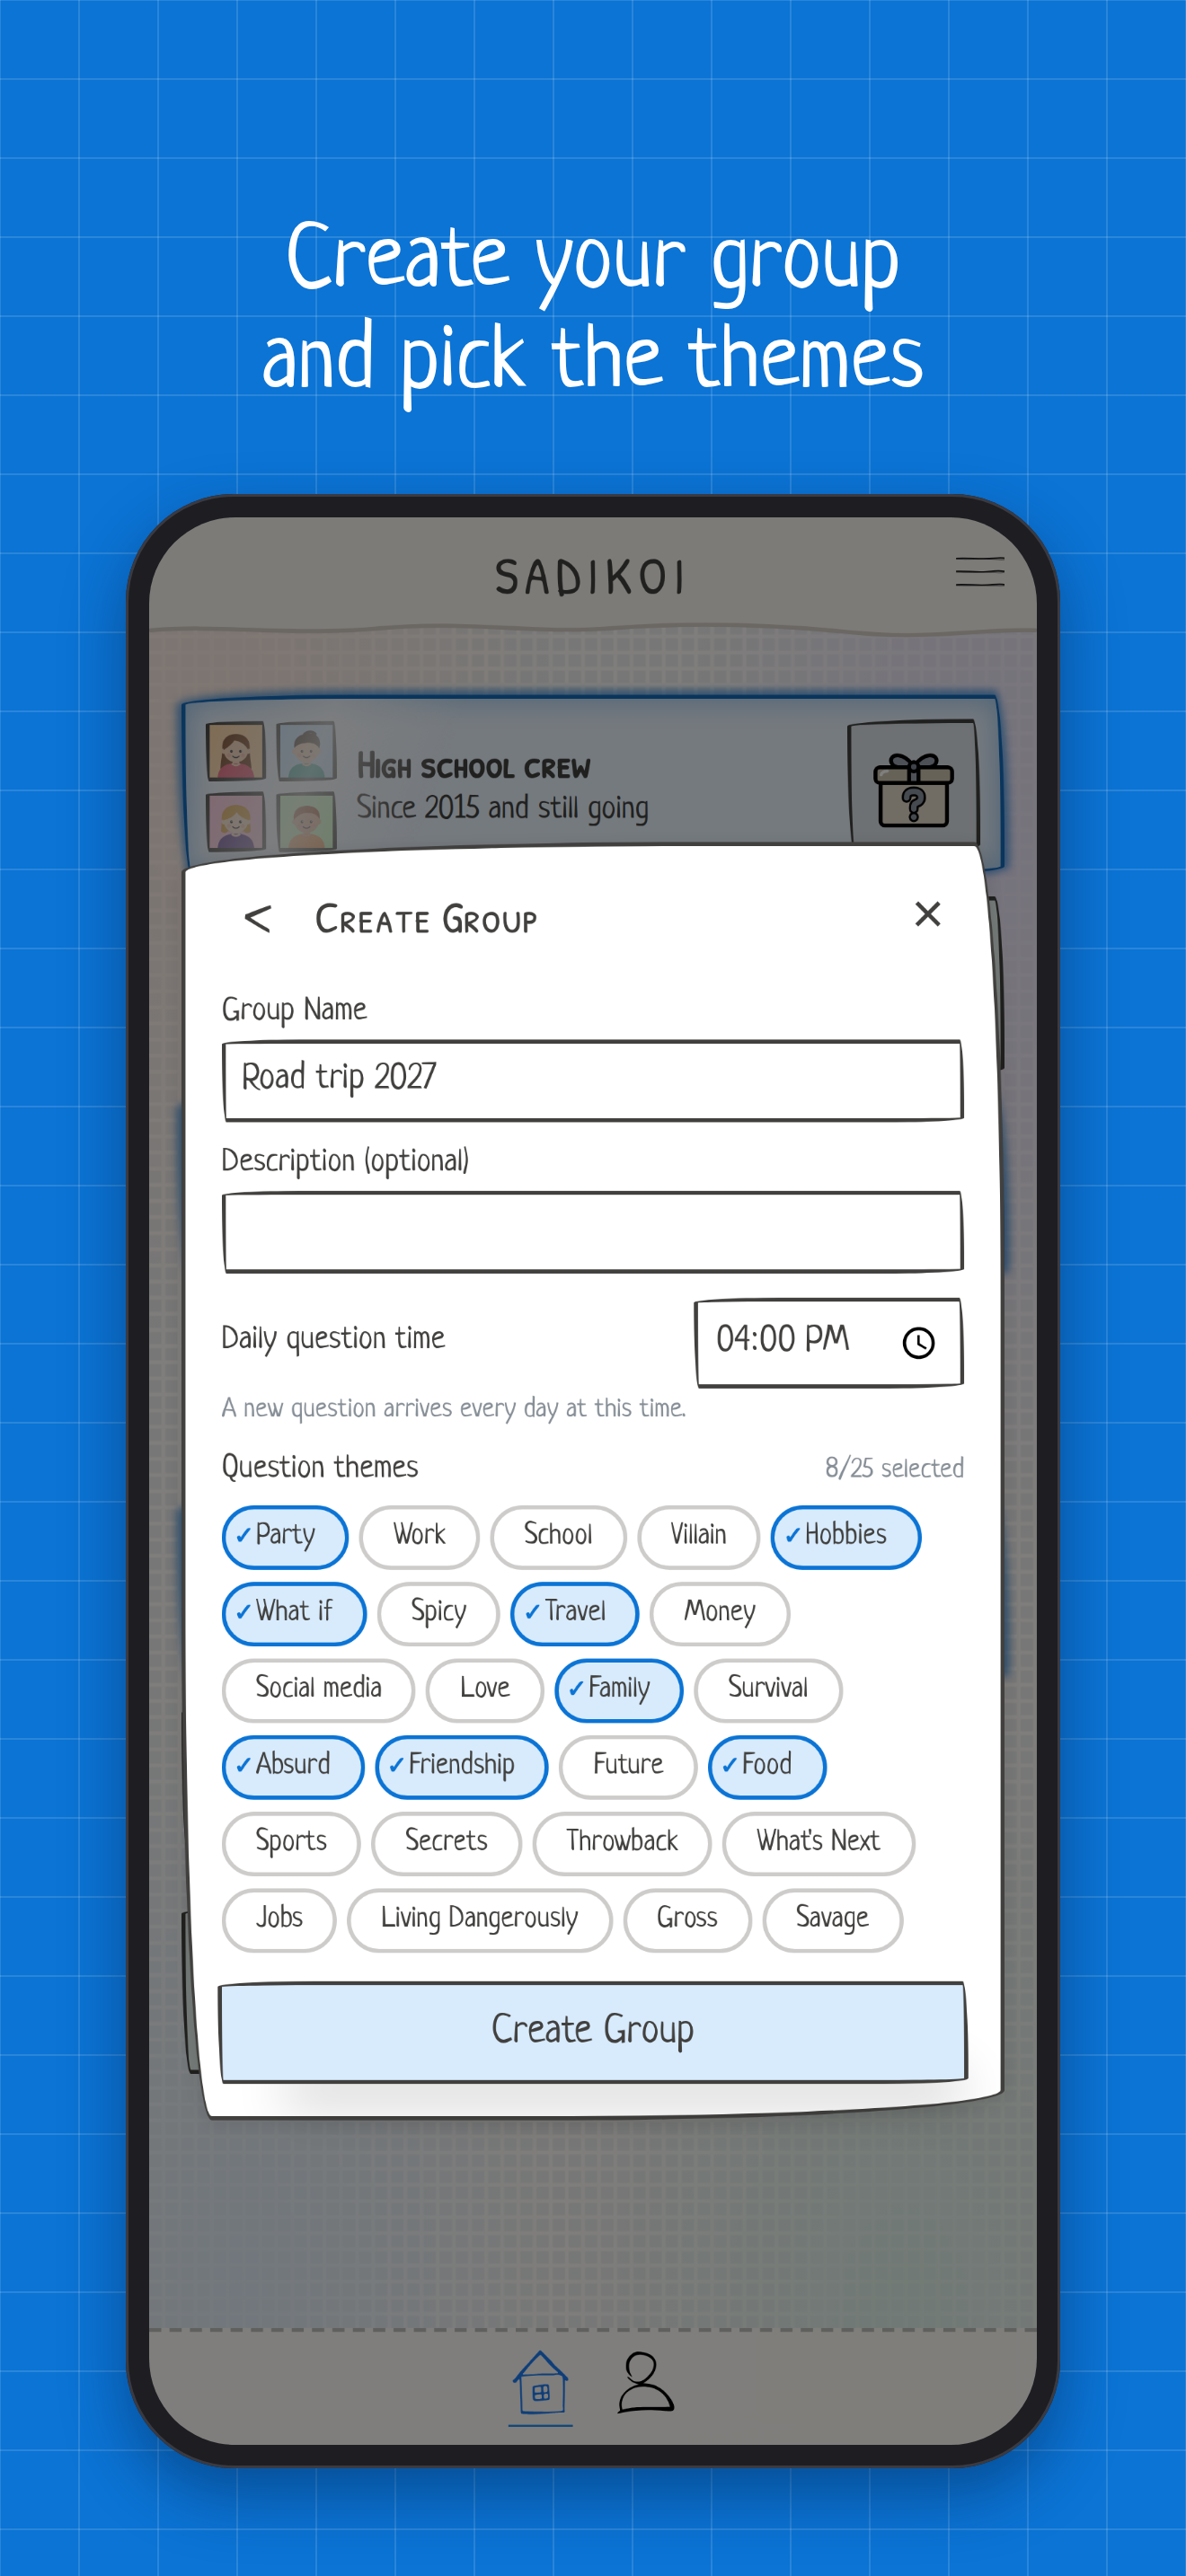 Create your group
and pick the themes
SADIKOI
HIGH SCHOOL CREW
Since 2015 and still going
?
< CREATE GROUP ×
Group Name
Road trip 2027
Description (optional)
Daily question time 04:00 PM
A new question arrives every day at this time.
Question themes 8/25 selected
✓Party Work School Villain ✓Hobbies
✓What if Spicy ✓Travel Money
Social media Love ✓Family Survival
✓Absurd ✓Friendship Future ✓Food
Sports Secrets Throwback What's Next
Jobs Living Dangerously Gross Savage
Create Group